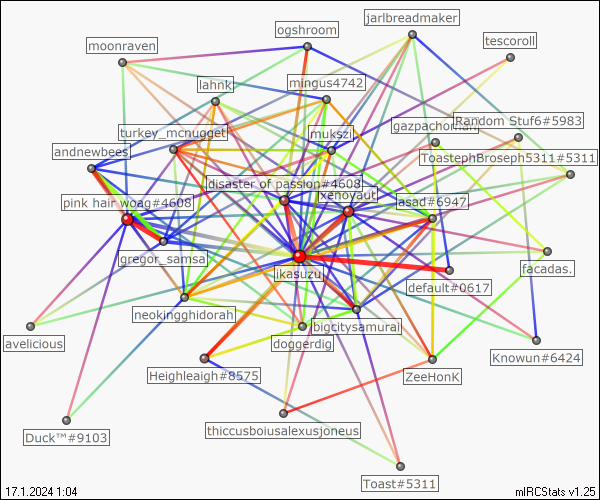 jarlbreadmaker
ogshroom
moonraven
tescoroll
lahnk
mingus4742
Random Stuf6#5983
turkey_mcnugget
mukszi
andnewbees
ToastephBroseph5311#5311
disaster of passion#4608
xenoyaut
pink hair woag#4608
asad#6947
gregor_samsa
ikasuzu
facadas.
default#0617
neokingghidorah
bigcitysamurai
avelicious
doggerdig
Knowun#6424
Heighleaigh#8575
ZeeHonK
thiccusboiusalexusjoneus
Duck™#9103
Toast#5311
17.1.2024 1:04
mIRCStats v1.25